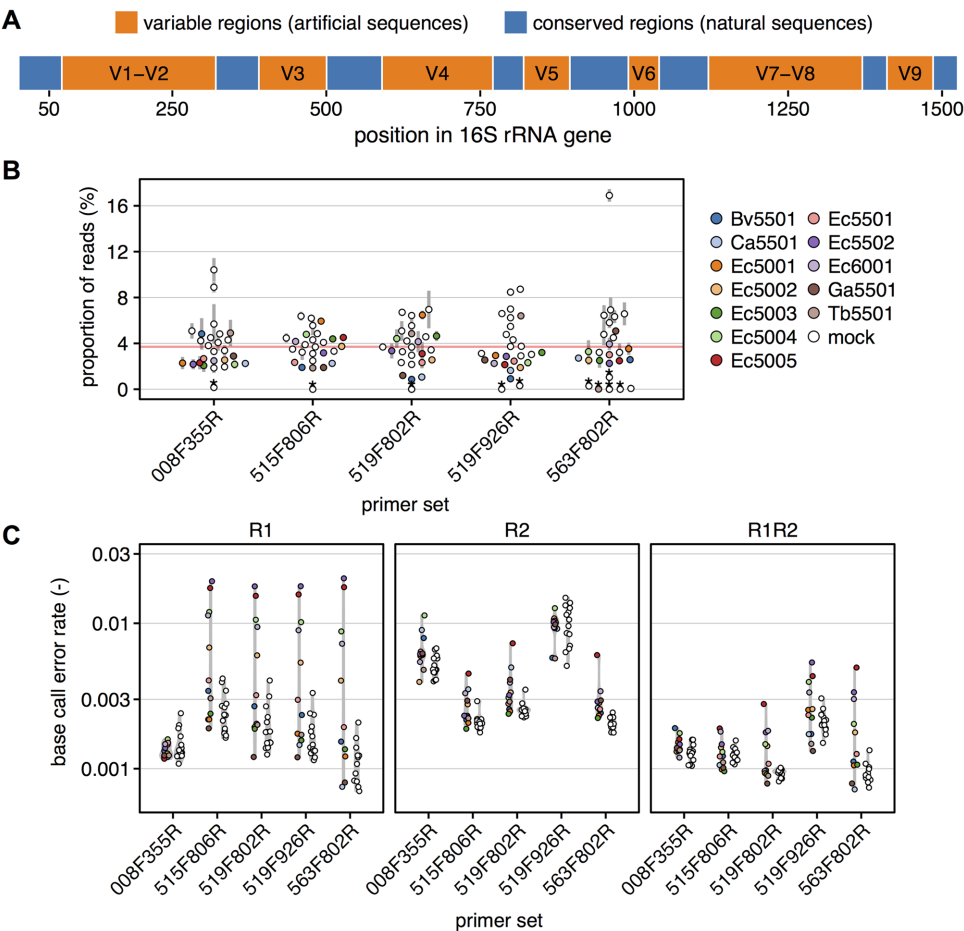 A
variable regions (artificial sequences)
conserved regions (natural sequences)
V1–V2
V3
V4
V5
V6
V7–V8
V9
50
250
500
750
1000
1250
1500
position in 16S rRNA gene
B
proportion of reads (%)
16
12
8
4
0
*
*
*
*
*
*
*
*
*
*
008F355R
515F806R
519F802R
519F926R
563F802R
primer set
Bv5501
Ca5501
Ec5001
Ec5002
Ec5003
Ec5004
Ec5005
Ec5501
Ec5502
Ec6001
Ga5501
Tb5501
mock
C
R1
R2
R1R2
base call error rate (-)
0.03
0.01
0.003
0.001
008F355R
515F806R
519F802R
519F926R
563F802R
008F355R
515F806R
519F802R
519F926R
563F802R
008F355R
515F806R
519F802R
519F926R
563F802R
primer set